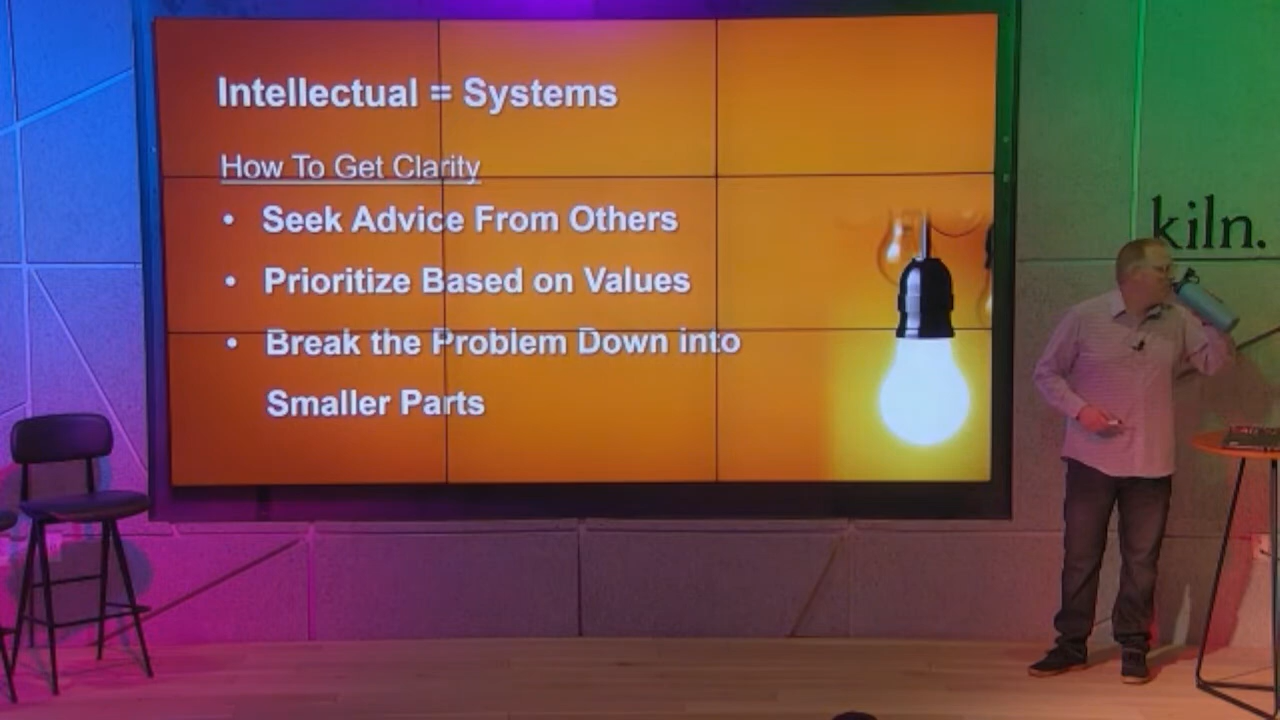 Intellectual = Systems
How To Get Clarity
• Seek Advice From Others
• Prioritize Based on Values
• Break the Problem Down into
Smaller Parts
kiln.